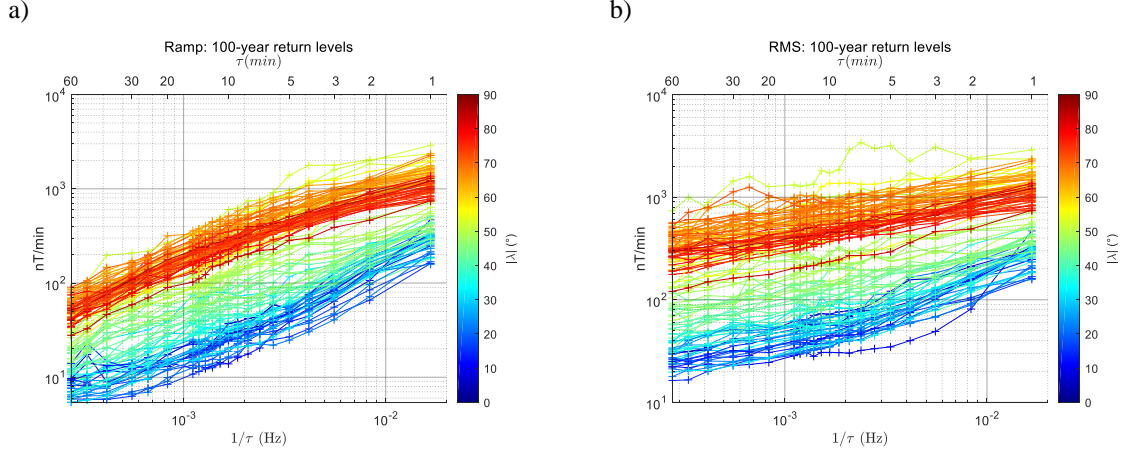 a)
Ramp: 100-year return levels
τ(min)
60 30 20 10 5 3 2 1
10^4
10^3
10^2
10^1
nT/min
10^-3 10^-2
1/τ (Hz)
90
80
70
60
50
40
30
20
10
0
|λ| (°)
b)
RMS: 100-year return levels
τ(min)
60 30 20 10 5 3 2 1
10^4
10^3
10^2
10^1
nT/min
10^-3 10^-2
1/τ (Hz)
90
80
70
60
50
40
30
20
10
0
|λ| (°)